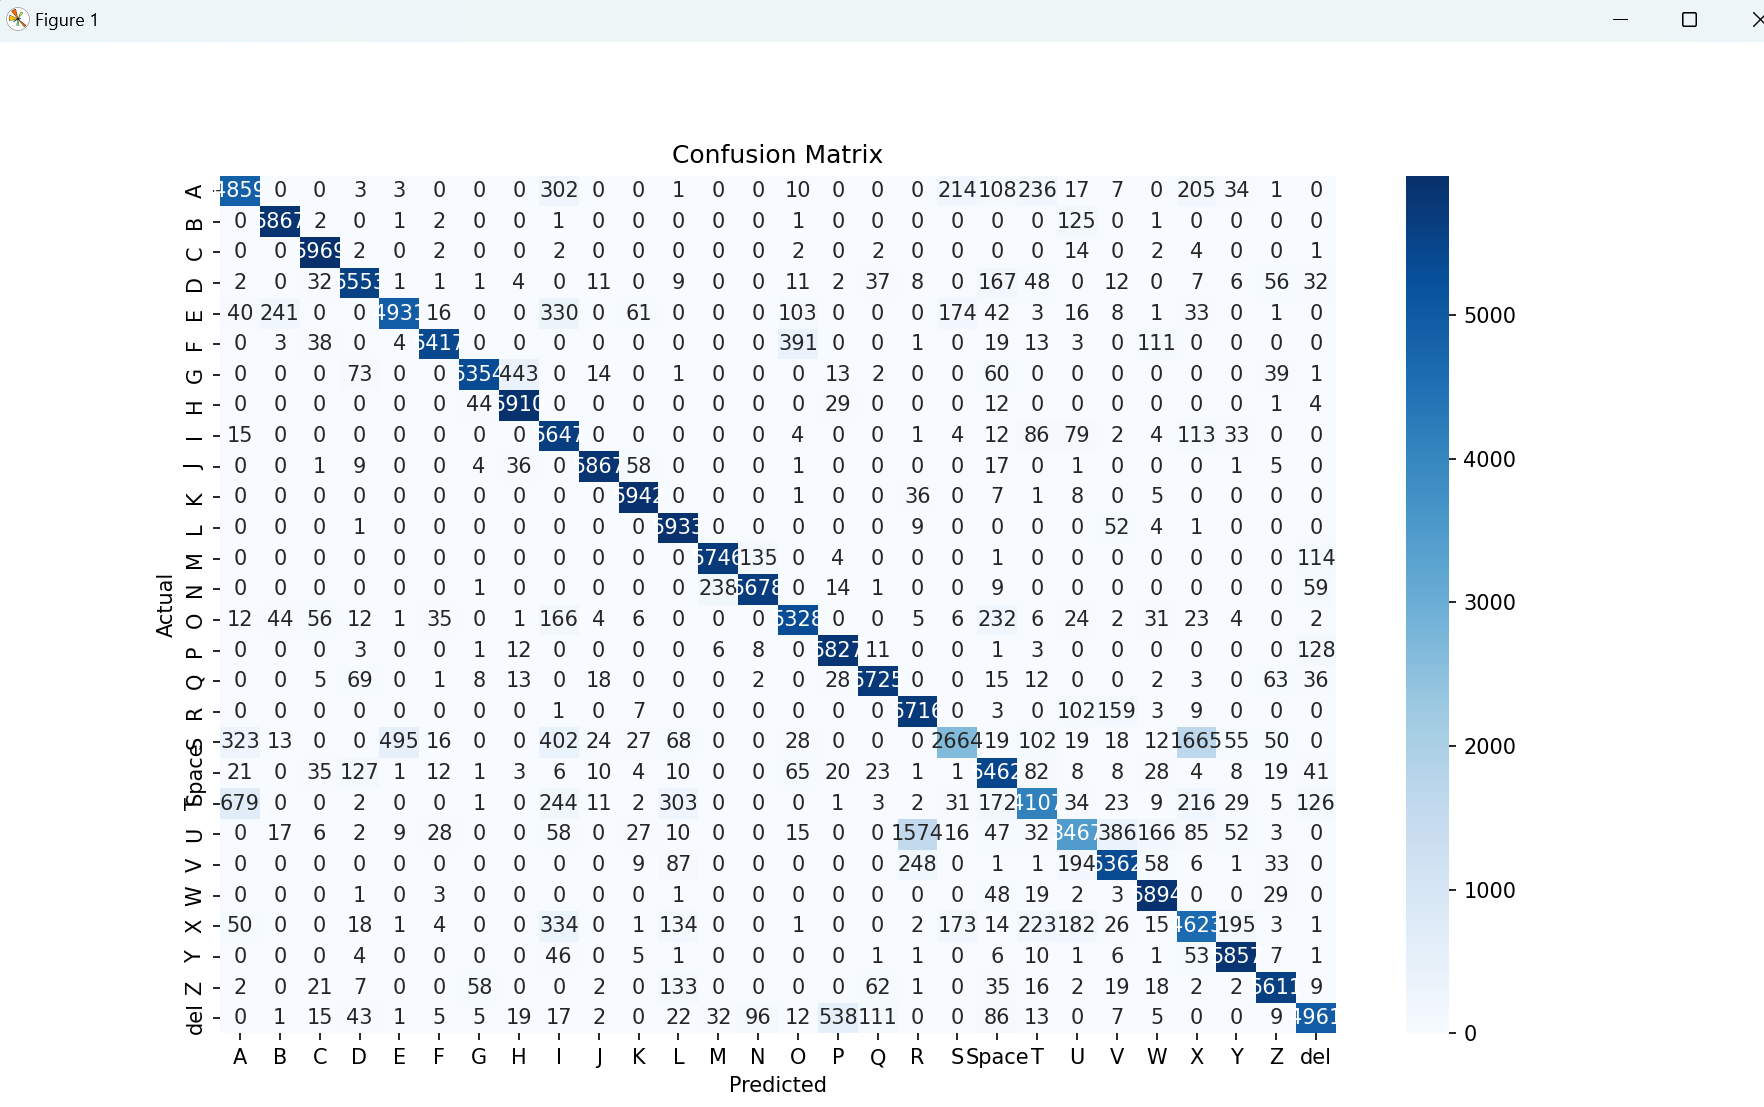 Figure 1
Confusion Matrix
A 4859 0 0 3 3 0 0 0 302 0 0 1 0 0 10 0 0 0 214 108 236 17 7 0 205 34 1 0
B 0 5867 2 0 1 2 0 0 1 0 0 0 0 0 1 0 0 0 0 0 0 125 0 1 0 0 0 0
C 0 0 5969 2 0 2 0 0 2 0 0 0 0 0 2 0 2 0 0 0 0 14 0 2 4 0 0 1
D 2 0 32 5553 1 1 1 4 0 11 0 9 0 0 11 2 37 8 0 167 48 0 12 0 7 6 56 32
E 40 241 0 0 4931 16 0 0 330 0 61 0 0 0 103 0 0 0 174 42 3 16 8 1 33 0 1 0
F 0 3 38 0 4 5417 0 0 0 0 0 0 0 0 391 0 0 1 0 19 13 3 0 111 0 0 0 0
G 0 0 0 73 0 0 5354 443 0 14 0 1 0 0 0 13 2 0 0 60 0 0 0 0 0 0 39 1
H 0 0 0 0 0 0 44 5910 0 0 0 0 0 0 0 29 0 0 0 12 0 0 0 0 0 0 1 4
I 15 0 0 0 0 0 0 0 5647 0 0 0 0 0 4 0 0 1 4 12 86 79 2 4 113 33 0 0
J 0 0 1 9 0 0 4 36 0 5867 58 0 0 0 1 0 0 0 0 17 0 1 0 0 0 1 5 0
K 0 0 0 0 0 0 0 0 0 0 5942 0 0 0 1 0 0 36 0 7 1 8 0 5 0 0 0 0
L 0 0 0 1 0 0 0 0 0 0 0 5933 0 0 0 0 0 9 0 0 0 0 52 4 1 0 0 0
M 0 0 0 0 0 0 0 0 0 0 0 0 5746 135 0 4 0 0 0 1 0 0 0 0 0 0 0 114
N 0 0 0 0 0 0 1 0 0 0 0 0 238 5678 0 14 1 0 0 9 0 0 0 0 0 0 0 59
O 12 44 56 12 1 35 0 1 166 4 6 0 0 0 5328 0 0 5 6 232 6 24 2 31 23 4 0 2
P 0 0 0 3 0 0 1 12 0 0 0 0 6 8 0 5827 11 0 0 1 3 0 0 0 0 0 0 128
Q 0 0 5 69 0 1 8 13 0 18 0 0 0 2 0 28 5725 0 0 15 12 0 0 2 3 0 63 36
R 0 0 0 0 0 0 0 0 1 0 7 0 0 0 0 0 0 5716 0 3 0 102 159 3 9 0 0 0
S 323 13 0 0 495 16 0 0 402 24 27 68 0 0 28 0 0 0 2664 19 102 19 18 12 1665 55 50 0
Space 21 0 35 127 1 12 1 3 6 10 4 10 0 0 65 20 23 1 1 5462 82 8 8 28 4 8 19 41
T 679 0 0 2 0 0 1 0 244 11 2 303 0 0 0 1 3 2 31 172 4107 34 23 9 216 29 5 126
U 0 17 6 2 9 28 0 0 58 0 27 10 0 0 15 0 0 1574 16 47 32 3467 386 166 85 52 3 0
V 0 0 0 0 0 0 0 0 0 0 9 87 0 0 0 0 0 248 0 1 1 194 5362 58 6 1 33 0
W 0 0 0 1 0 3 0 0 0 0 0 1 0 0 0 0 0 0 0 48 19 2 3 5894 0 0 29 0
X 50 0 0 18 1 4 0 0 334 0 1 134 0 0 1 0 0 2 173 14 223 182 26 15 4623 195 3 1
Y 0 0 0 4 0 0 0 0 46 0 5 1 0 0 0 0 1 1 0 6 10 1 6 1 53 5857 7 1
Z 2 0 21 7 0 0 58 0 0 2 0 133 0 0 0 0 62 1 0 35 16 2 19 18 2 2 5611 9
del 0 1 15 43 1 5 5 19 17 2 0 22 32 96 12 538 111 0 0 86 13 0 7 5 0 0 9 4961
A B C D E F G H I J K L M N O P Q R S Space T U V W X Y Z del
Actual
Predicted
5000
4000
3000
2000
1000
0